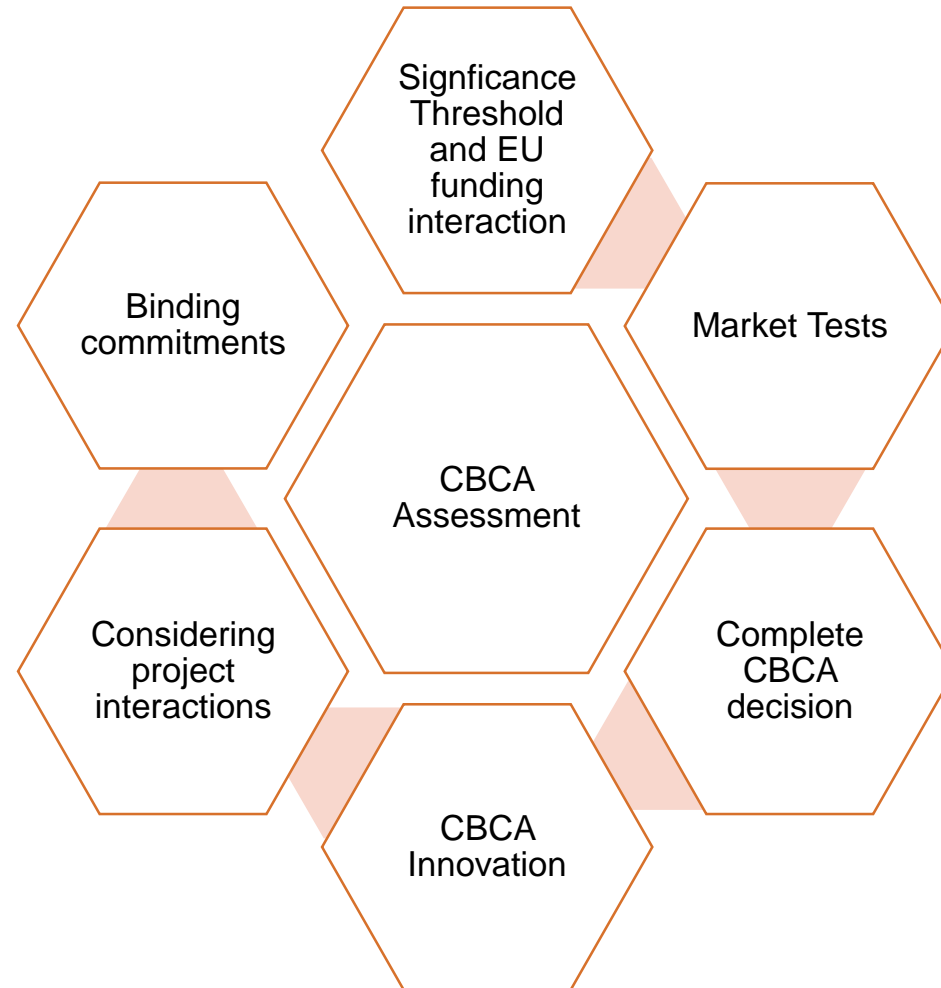 Signficance
Threshold
and EU
funding
interaction
Binding
commitments
Market Tests
CBCA
Assessment
Considering
project
interactions
Complete
CBCA
decision
CBCA
Innovation